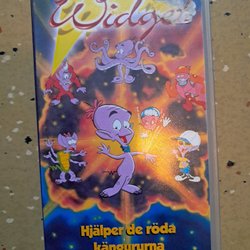 Widget
Hjälper de röda
kängururna